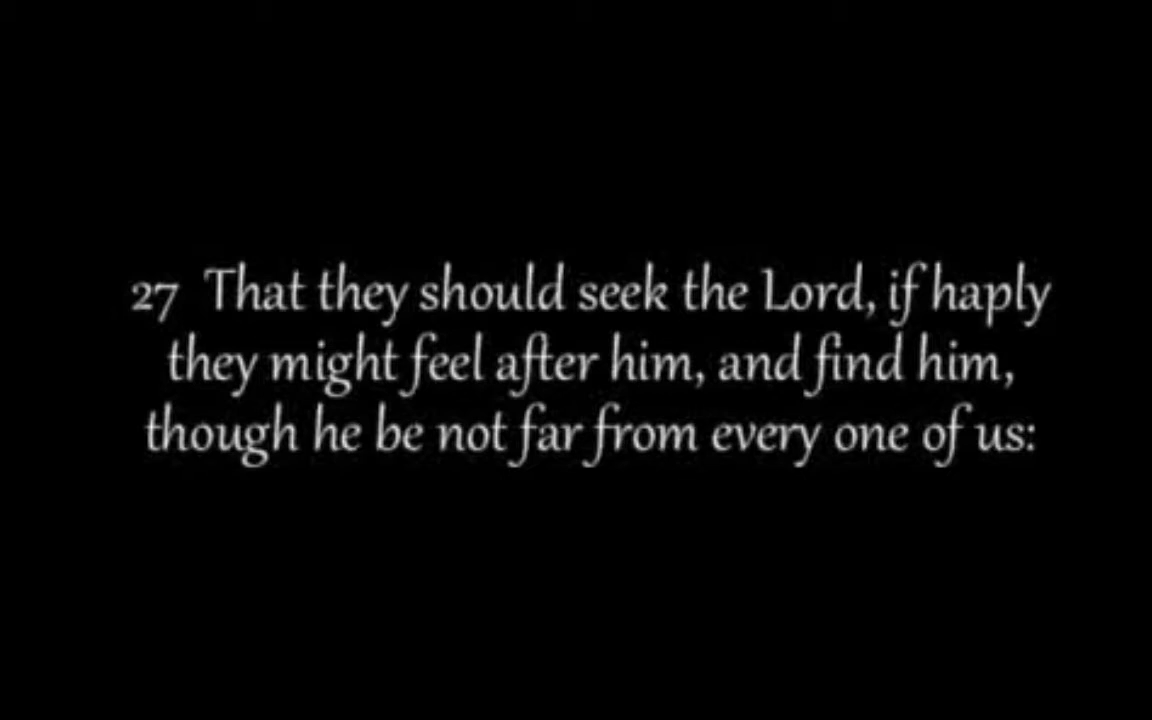 27 That they should seek the Lord, if haply
they might feel after him, and find him,
though he be not far from every one of us: